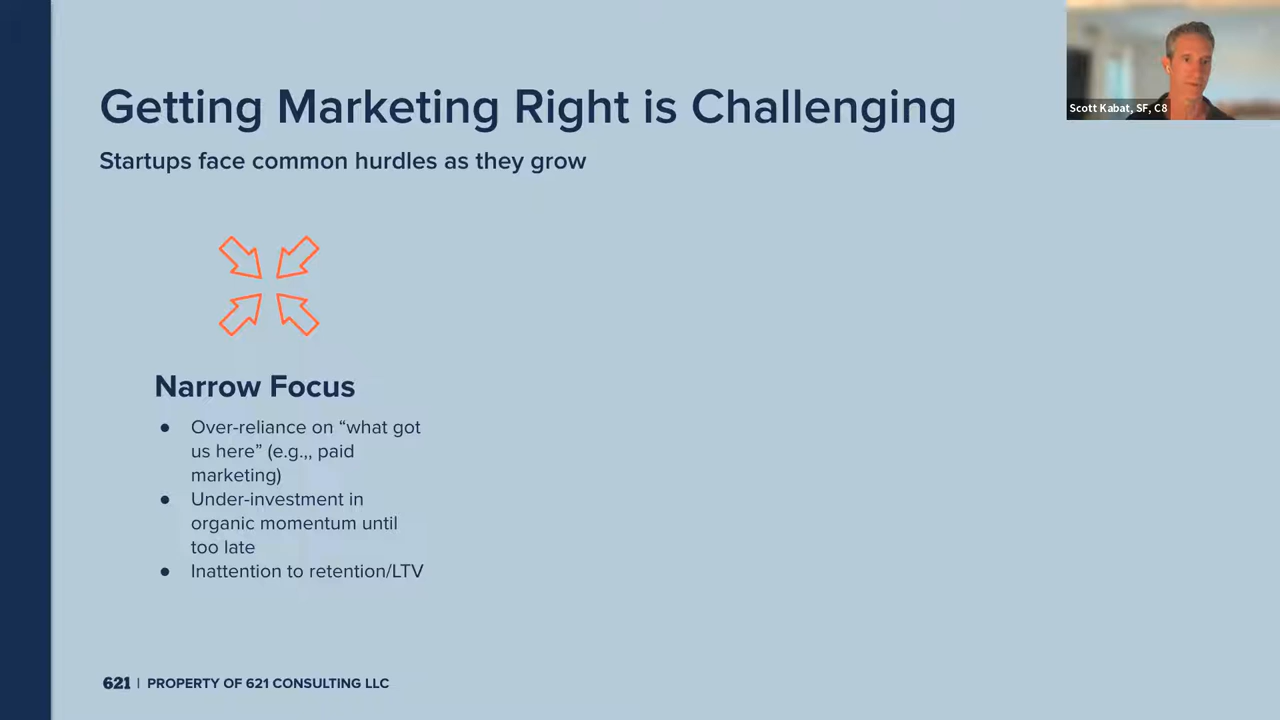 Getting Marketing Right is Challenging
Startups face common hurdles as they grow
Scott Kabat, SF, C8
Narrow Focus
● Over-reliance on “what got
us here” (e.g.,, paid
marketing)
● Under-investment in
organic momentum until
too late
● Inattention to retention/LTV
621 | PROPERTY OF 621 CONSULTING LLC